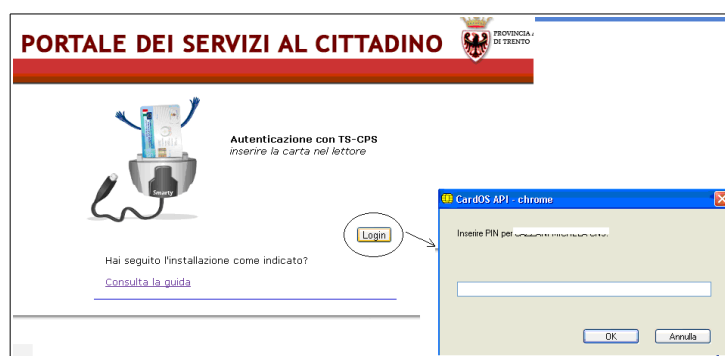 PORTALE DEI SERVIZI AL CITTADINO
PROVINCIA
DI TRENTO
Autenticazione con TS-CPS
inserire la carta nel lettore
Smarty
Login
Hai seguito l'installazione come indicato?
Consulta la guida
CardOS API - chrome
Inserire PIN per
OK
Annulla